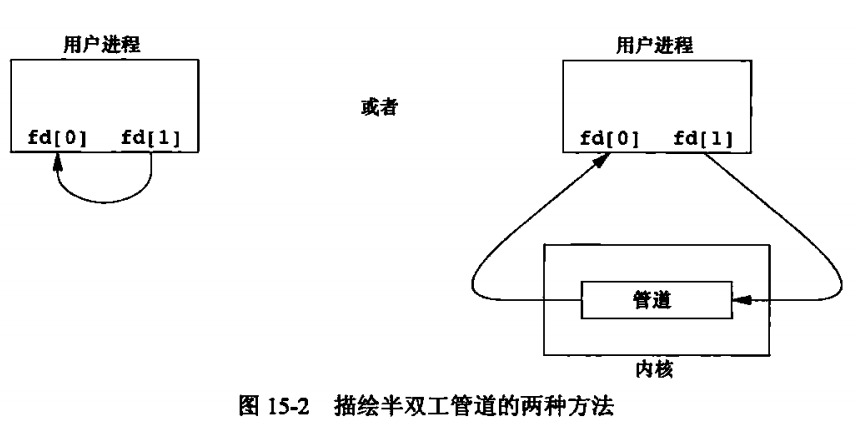 用户进程
用户进程
或者
fd[0] fd[1]
fd[0] fd[1]
管道
内核
图 15-2 描绘半双工管道的两种方法